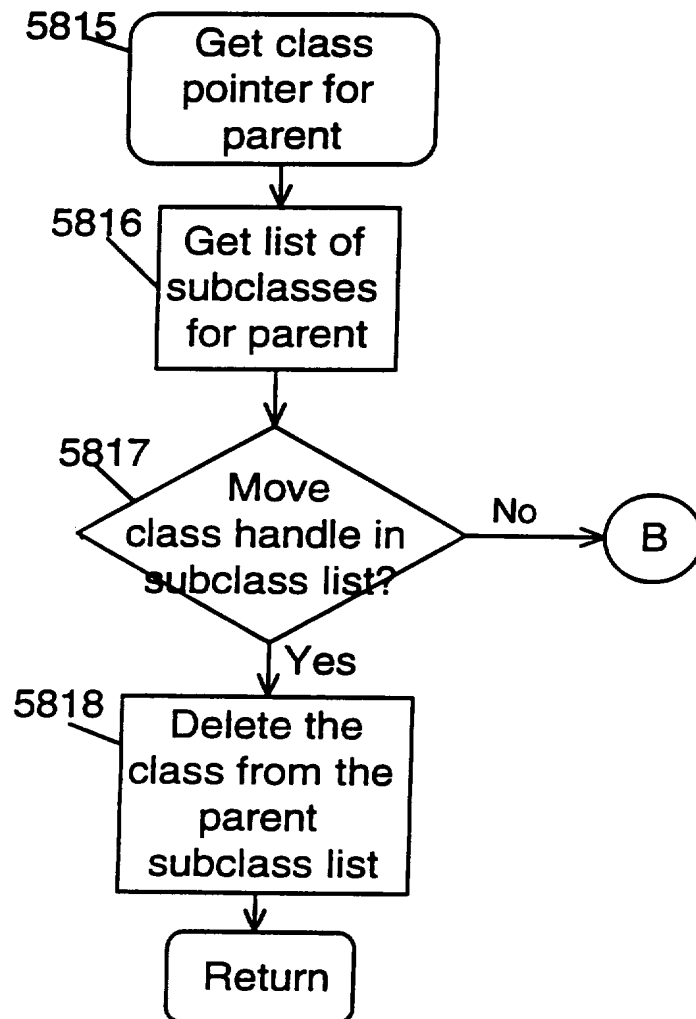 5815
Get class
pointer for
parent
5816
Get list of
subclasses
for parent
5817
Move
class handle in
subclass list?
No
B
Yes
5818
Delete the
class from the
parent
subclass list
Return